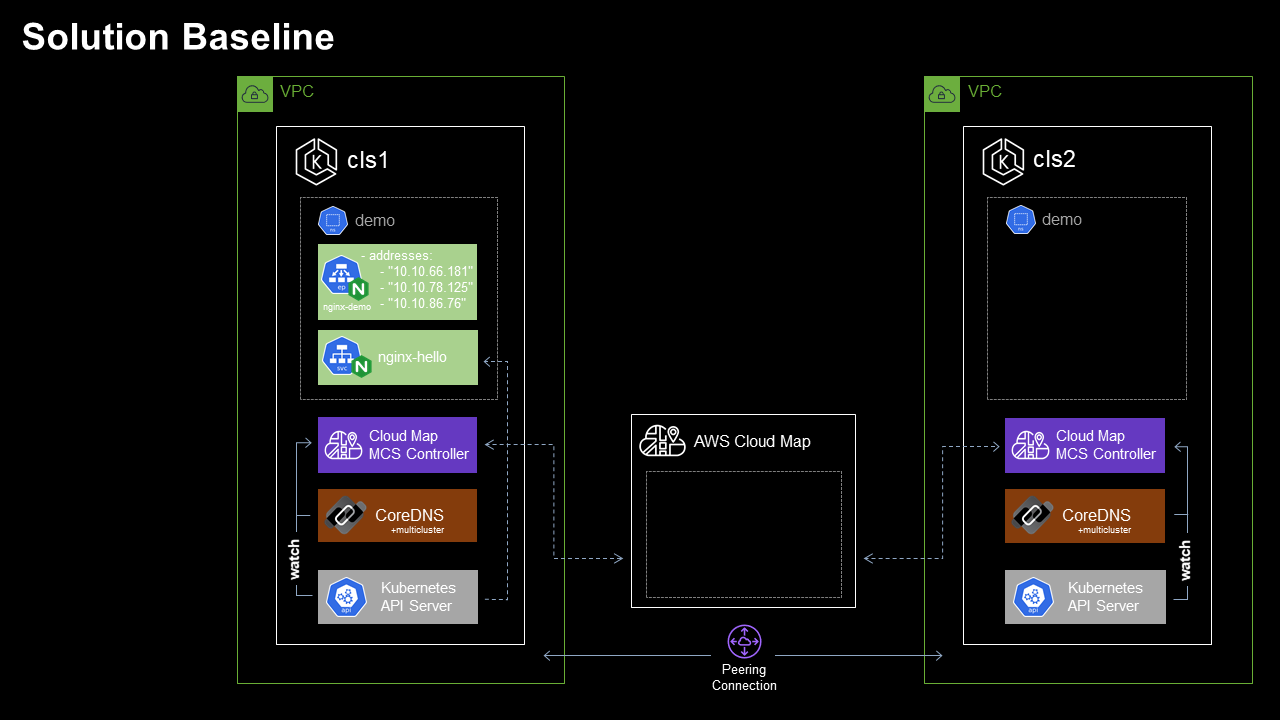 Solution Baseline
VPC
cls1
demo
- addresses:
- "10.10.66.181"
- "10.10.78.125"
- "10.10.86.76"
ep
nginx-demo
svc
nginx-hello
Cloud Map
MCS Controller
CoreDNS
+multicluster
watch
Kubernetes
API Server
api
AWS Cloud Map
Peering
Connection
VPC
cls2
demo
Cloud Map
MCS Controller
CoreDNS
+multicluster
watch
Kubernetes
API Server
api